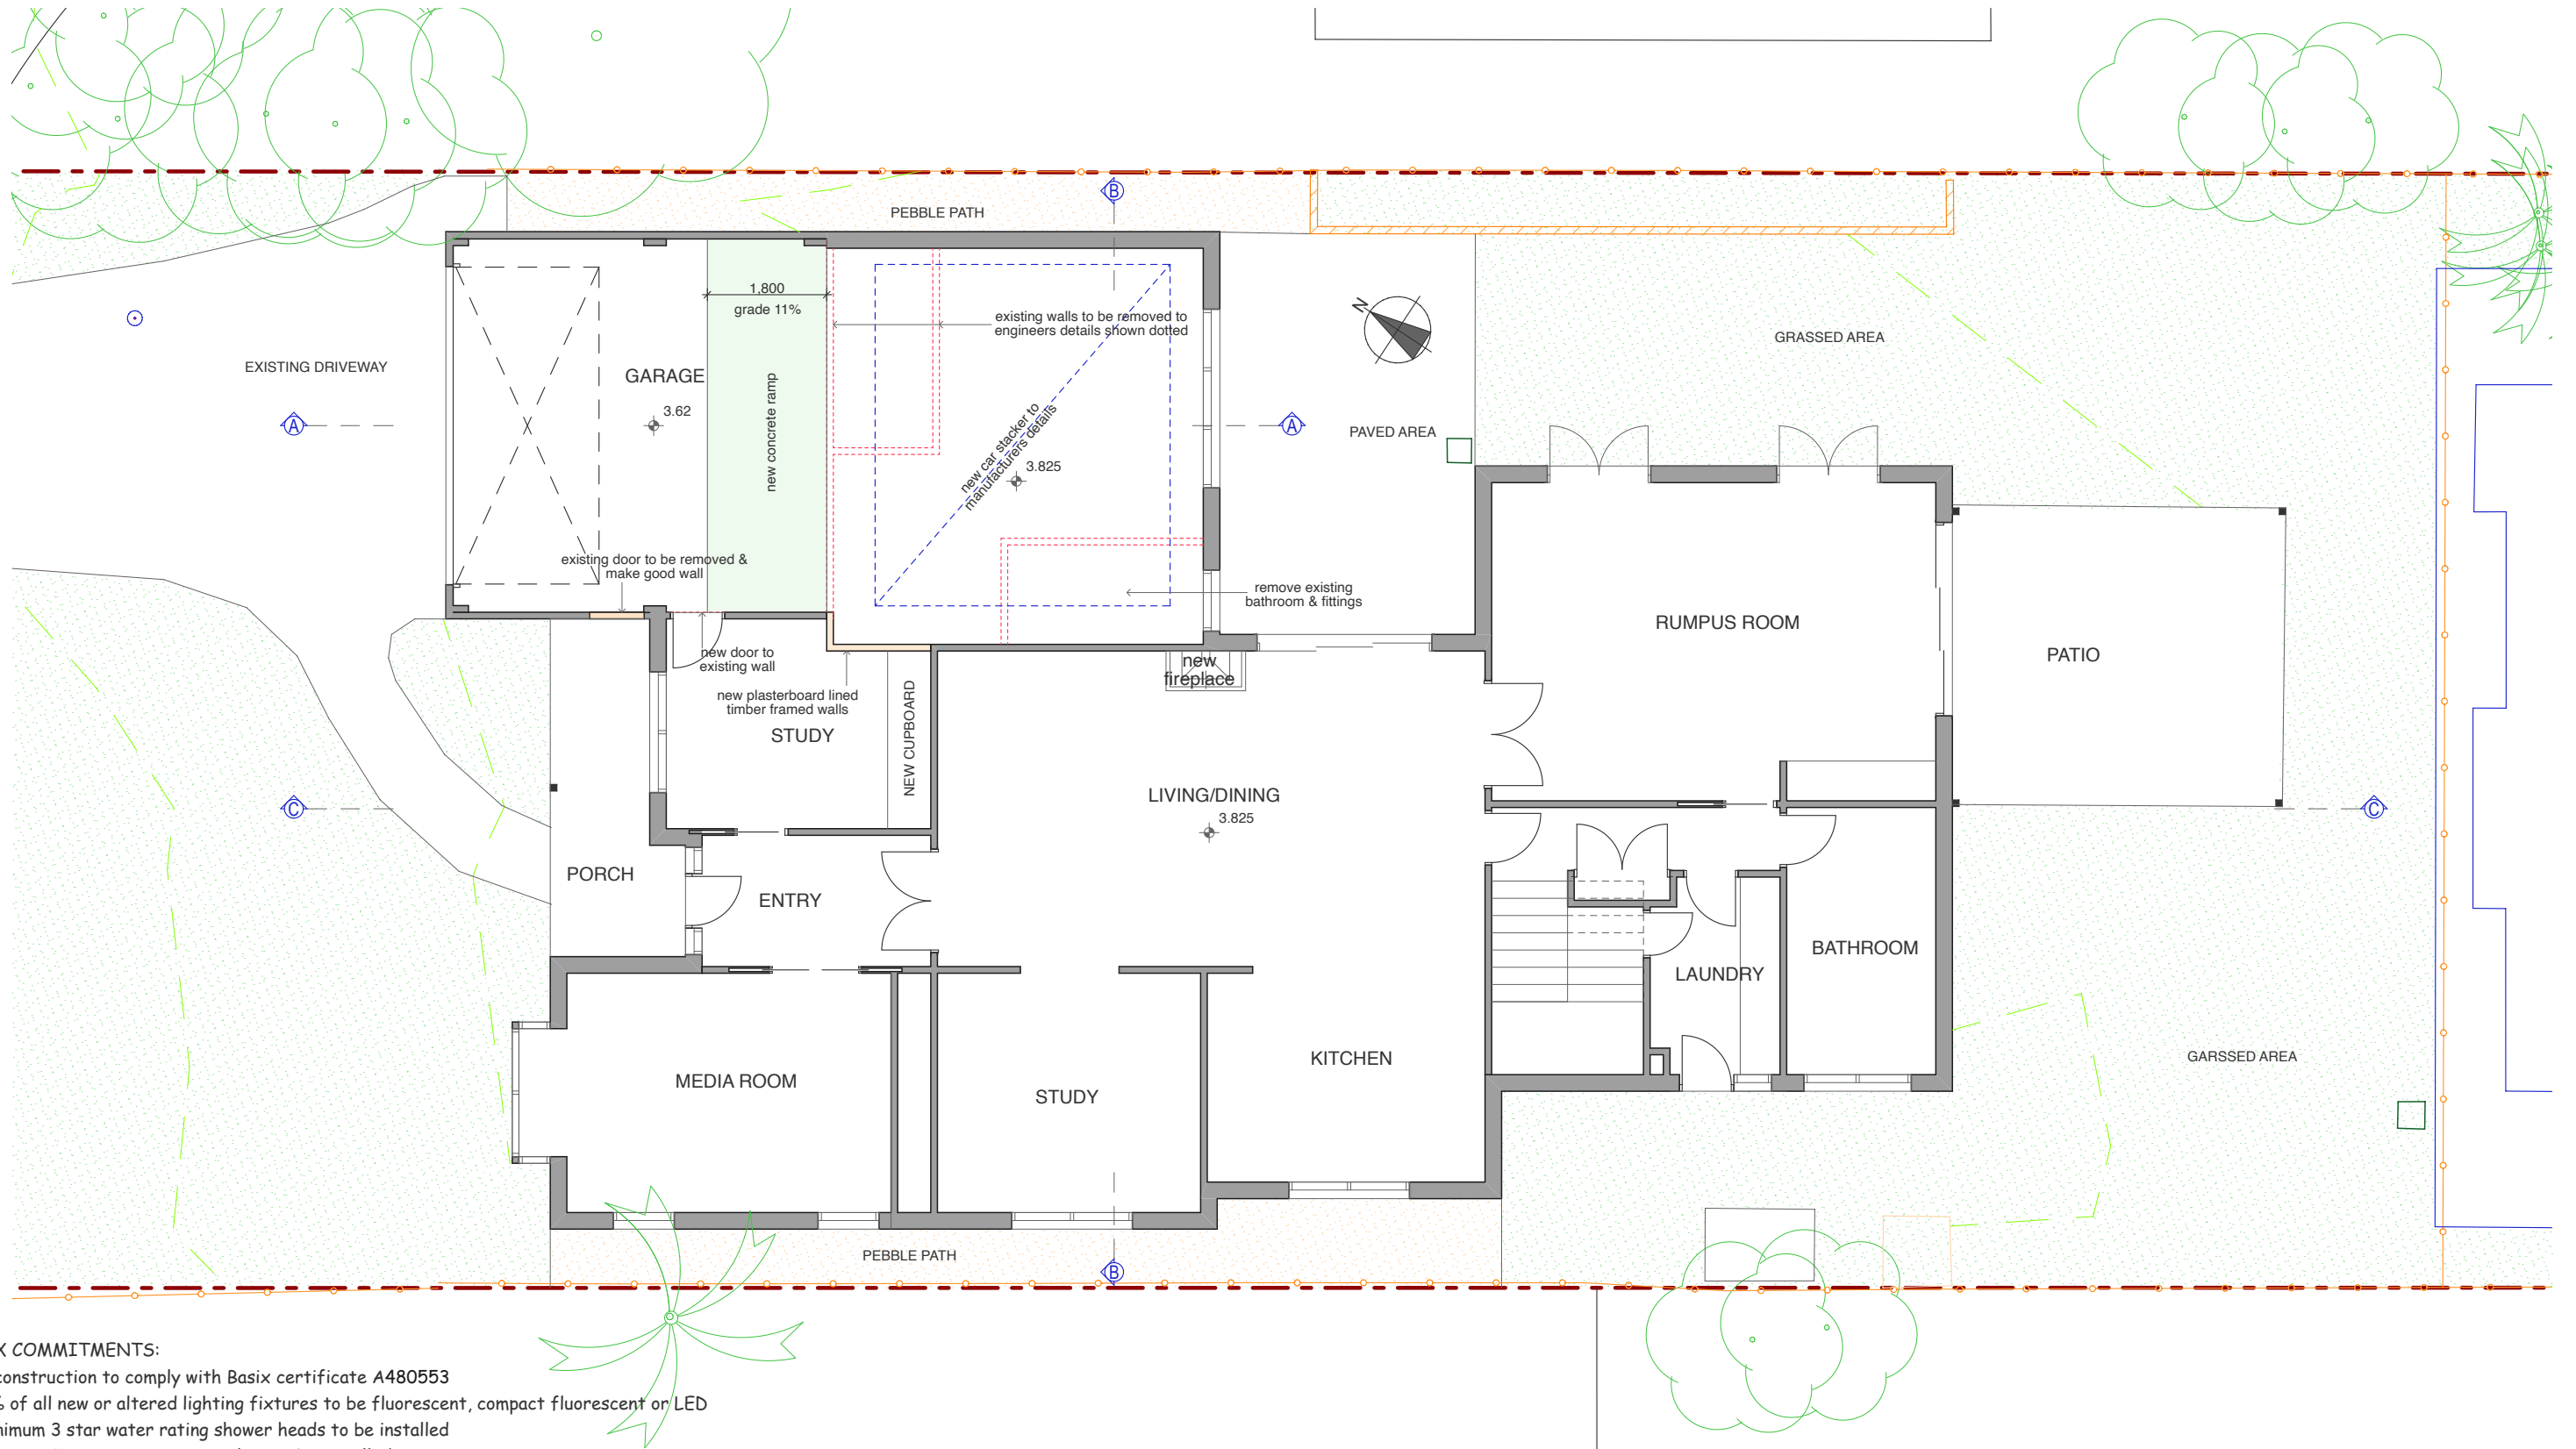 B
PEBBLE PATH
1,800
grade 11%
existing walls to be removed to
engineers details shown dotted
N
GRASSED AREA
EXISTING DRIVEWAY
GARAGE
3.62
A
new concrete ramp
new car stacker to
manufacturers details
3.825
A
PAVED AREA
existing door to be removed &
make good wall
remove existing
bathroom & fittings
RUMPUS ROOM
PATIO
new door to
existing wall
new
fireplace
new plasterboard lined
timber framed walls
STUDY
NEW CUPBOARD
LIVING/DINING
3.825
C
C
PORCH
ENTRY
BATHROOM
LAUNDRY
MEDIA ROOM
STUDY
KITCHEN
GARSSED AREA
PEBBLE PATH
B
X COMMITMENTS:
construction to comply with Basix certificate A480553
% of all new or altered lighting fixtures to be fluorescent, compact fluorescent or LED
nimum 3 star water rating shower heads to be installed